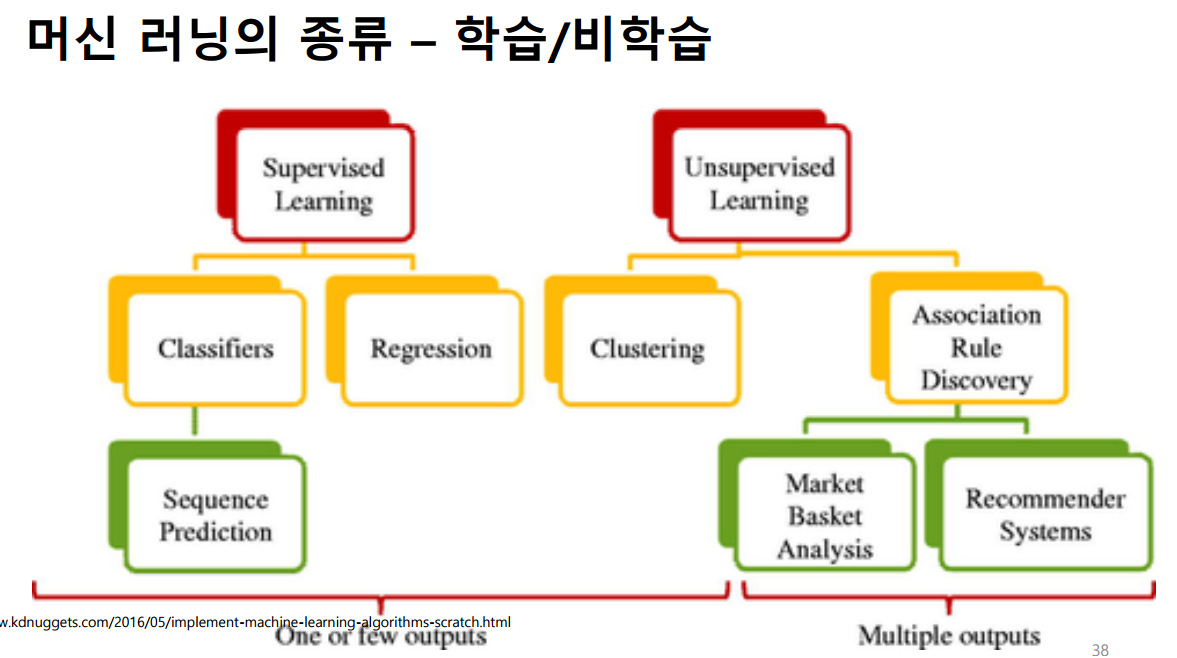 머신 러닝의 종류 – 학습/비학습
Supervised
Learning
Unsupervised
Learning
Classifiers
Regression
Clustering
Association
Rule
Discovery
Sequence
Prediction
Market
Basket
Analysis
Recommender
Systems
w.kdnuggets.com/2016/05/implement-machine-learning-algorithms-scratch.html
One or few outputs
Multiple outputs
38